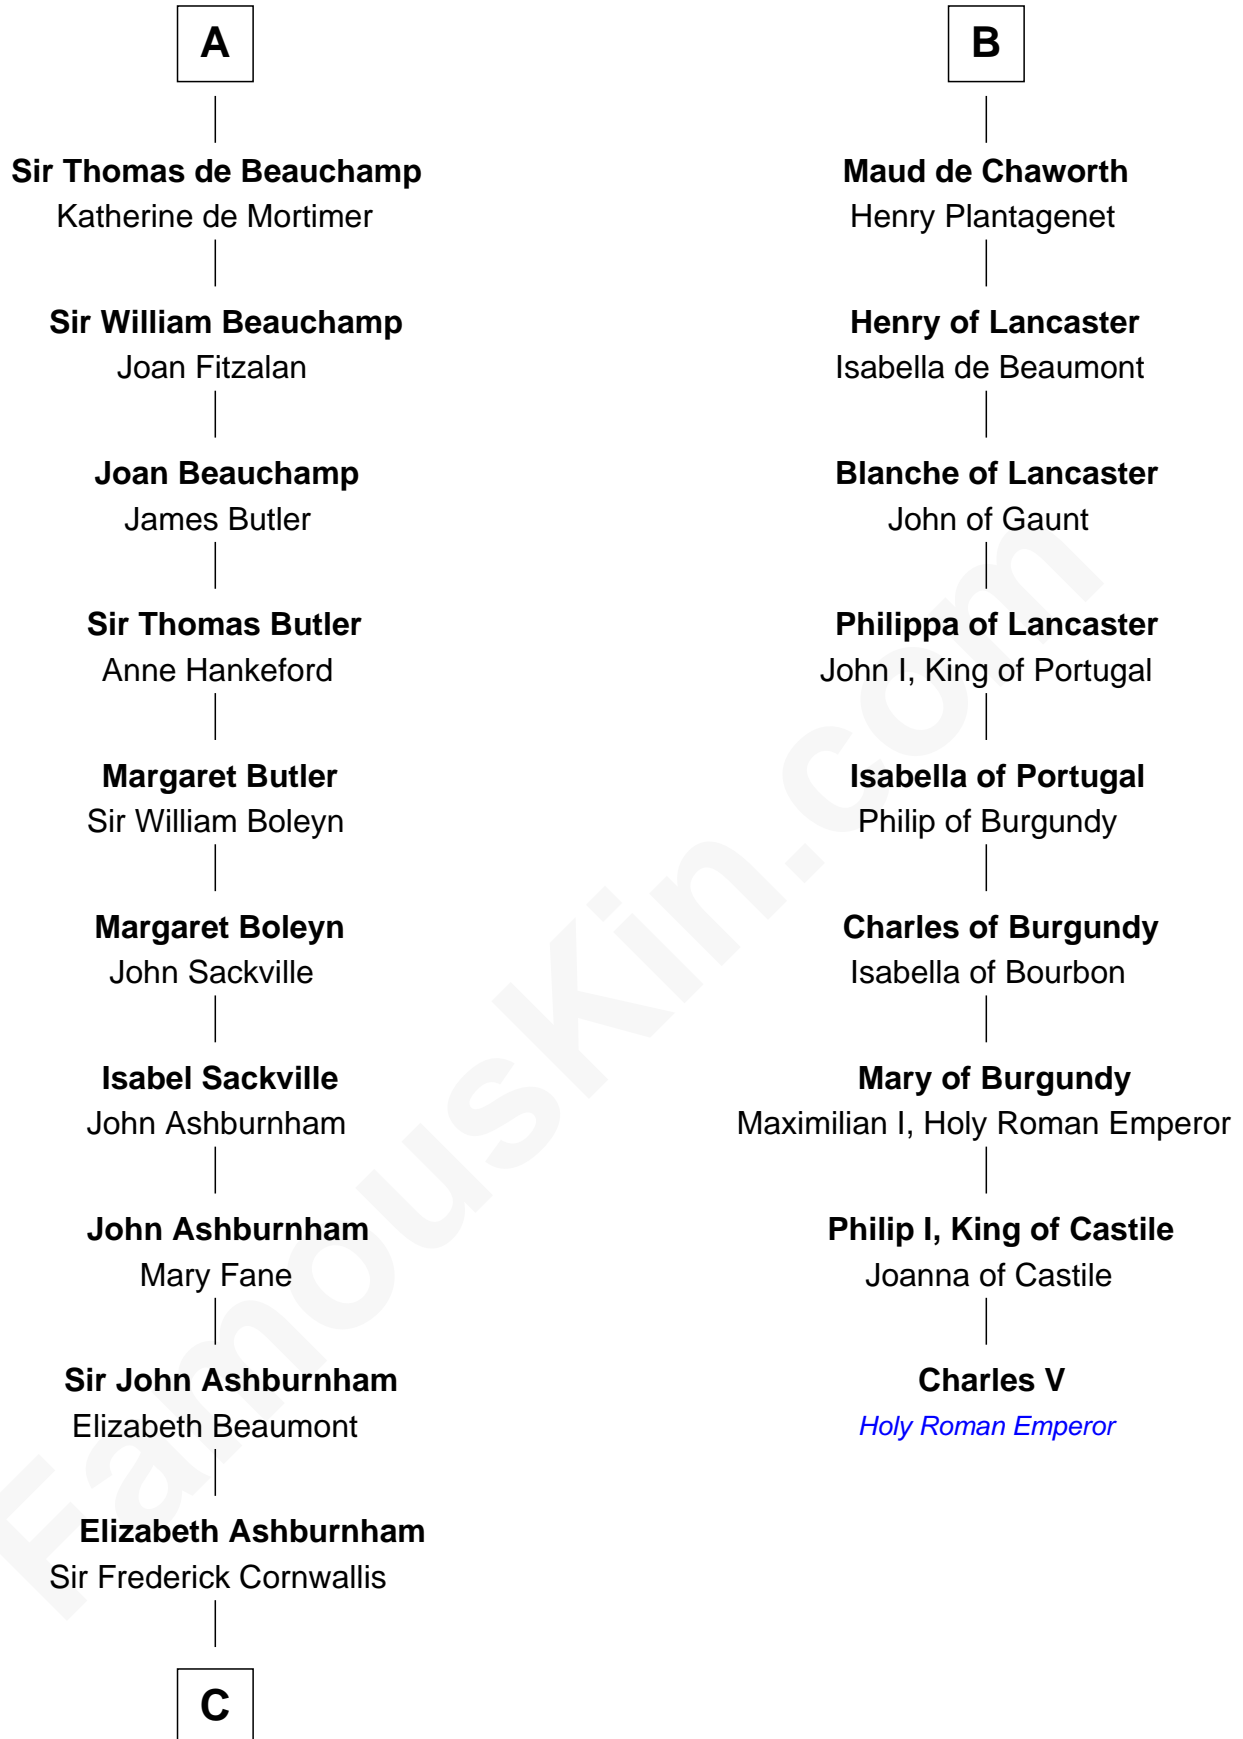 A
Sir Thomas de Beauchamp
Katherine de Mortimer
Sir William Beauchamp
Joan Fitzalan
Joan Beauchamp
James Butler
Sir Thomas Butler
Anne Hankeford
Margaret Butler
Sir William Boleyn
Margaret Boleyn
John Sackville
Isabel Sackville
John Ashburnham
John Ashburnham
Mary Fane
Sir John Ashburnham
Elizabeth Beaumont
Elizabeth Ashburnham
Sir Frederick Cornwallis
C
B
Maud de Chaworth
Henry Plantagenet
Henry of Lancaster
Isabella de Beaumont
Blanche of Lancaster
John of Gaunt
Philippa of Lancaster
John I, King of Portugal
Isabella of Portugal
Philip of Burgundy
Charles of Burgundy
Isabella of Bourbon
Mary of Burgundy
Maximilian I, Holy Roman Emperor
Philip I, King of Castile
Joanna of Castile
Charles V
Holy Roman Emperor
FamousKin.com